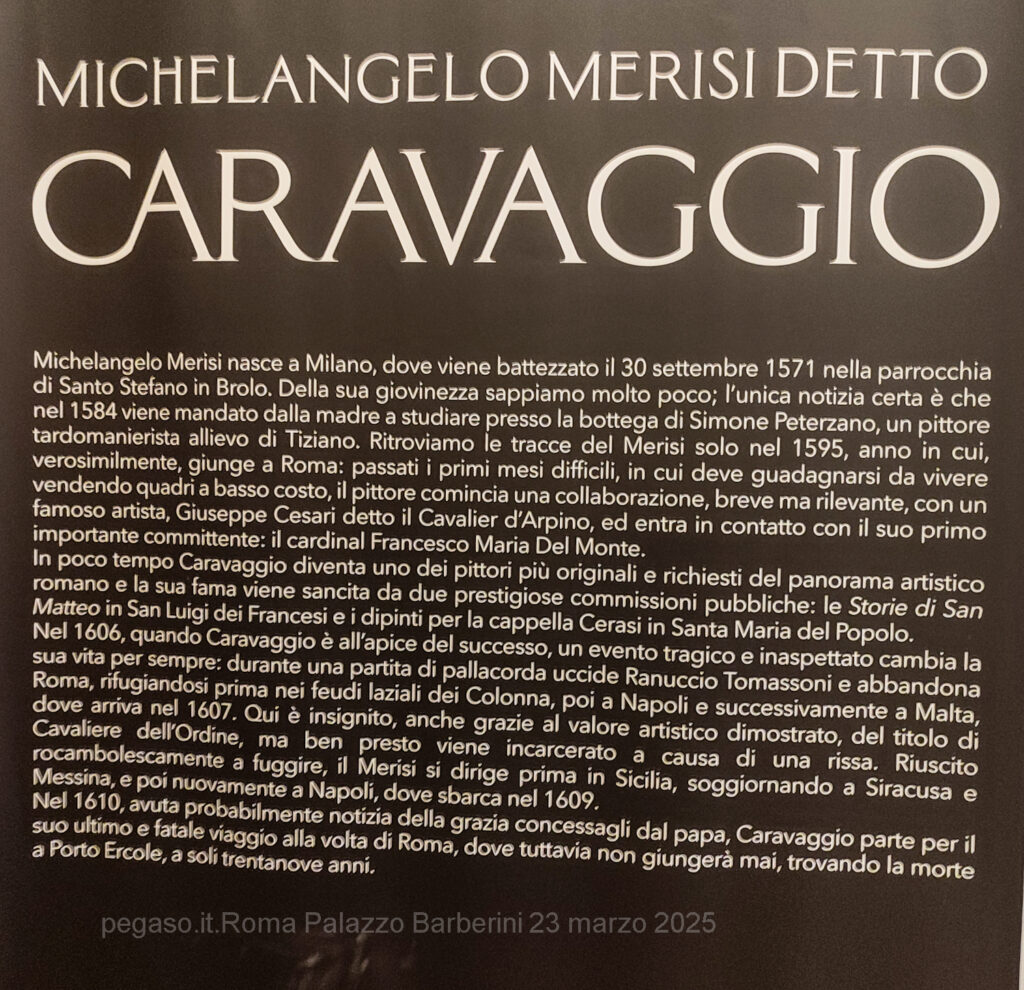 MICHELANGELO MERISI DETTO
CARAVAGGIO
Michelangelo Merisi nasce a Milano, dove viene battezzato il 30 settembre 1571 nella parrocchia
di Santo Stefano in Brolo. Della sua giovinezza sappiamo molto poco; l'unica notizia certa è che
nel 1584 viene mandato dalla madre a studiare presso la bottega di Simone Peterzano, un pittore
tardomanierista allievo di Tiziano. Ritroviamo le tracce del Merisi solo nel 1595, anno in cui,
verosimilmente, giunge a Roma: passati i primi mesi difficili, in cui deve guadagnarsi da vivere
vendendo quadri a basso costo, il pittore comincia una collaborazione, breve ma rilevante, con un
famoso artista, Giuseppe Cesari detto il Cavalier d'Arpino, ed entra in contatto con il suo primo
importante committente: il cardinal Francesco Maria Del Monte.
In poco tempo Caravaggio diventa uno dei pittori più originali e richiesti del panorama artistico
romano e la sua fama viene sancita da due prestigiose commissioni pubbliche: le Storie di San
Matteo in San Luigi dei Francesi e i dipinti per la cappella Cerasi in Santa Maria del Popolo.
Nel 1606, quando Caravaggio è all'apice del successo, un evento tragico e inaspettato cambia la
sua vita per sempre: durante una partita di pallacorda uccide Ranuccio Tomassoni e abbandona
Roma, rifugiandosi prima nei feudi laziali dei Colonna, poi a Napoli e successivamente a Malta,
dove arriva nel 1607. Qui è insignito, anche grazie al valore artistico dimostrato, del titolo di
Cavaliere dell'Ordine, ma ben presto viene incarcerato a causa di una rissa. Riuscito
rocambolescamente a fuggire, il Merisi si dirige prima in Sicilia, soggiornando a Siracusa e
Messina, e poi nuovamente a Napoli, dove sbarca nel 1609.
Nel 1610, avuta probabilmente notizia della grazia concessagli dal papa, Caravaggio parte per il
suo ultimo e fatale viaggio alla volta di Roma, dove tuttavia non giungerà mai, trovando la morte
a Porto Ercole, a soli trentanove anni.
pegaso.it.Roma Palazzo Barberini 23 marzo 2025